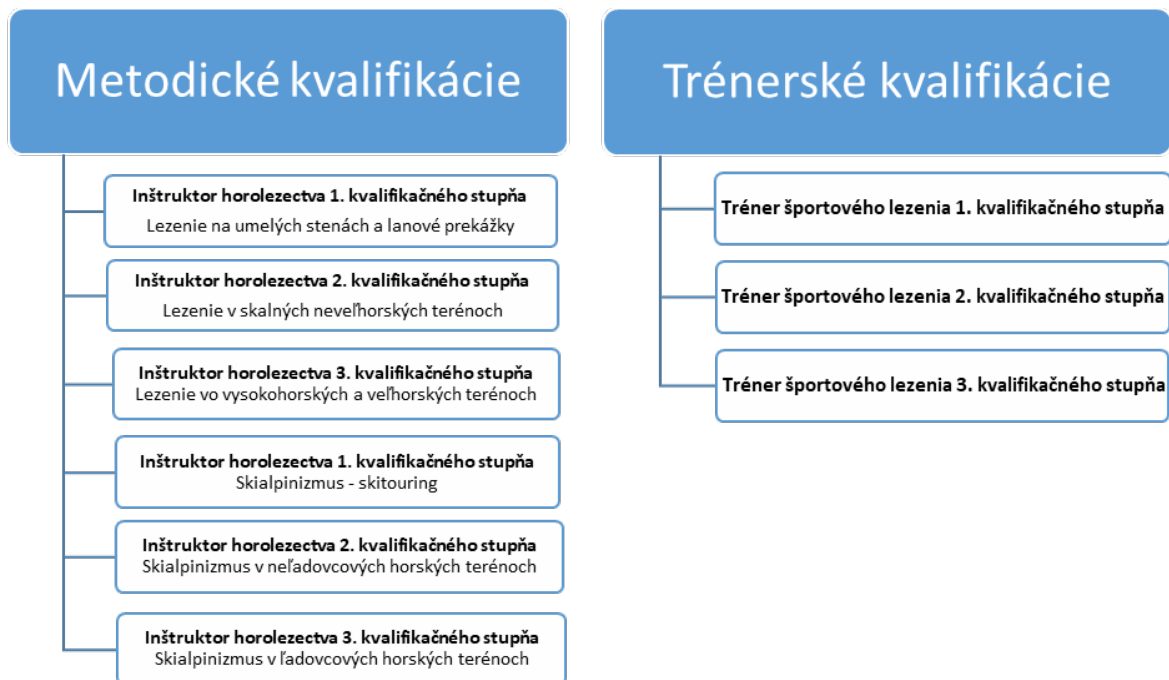 Metodické kvalifikácie
Inštruktor horolezectva 1. kvalifikačného stupňa
Lezenie na umelých stenách a lanové prekážky
Inštruktor horolezectva 2. kvalifikačného stupňa
Lezenie v skalných neveľhorských terénoch
Inštruktor horolezectva 3. kvalifikačného stupňa
Lezenie vo vysokohorských a veľhorských terénoch
Inštruktor horolezectva 1. kvalifikačného stupňa
Skialpinizmus - skitouring
Inštruktor horolezectva 2. kvalifikačného stupňa
Skialpinizmus v neľadovcových horských terénoch
Inštruktor horolezectva 3. kvalifikačného stupňa
Skialpinizmus v ľadovcových horských terénoch
Trénerské kvalifikácie
Tréner športového lezenia 1. kvalifikačného stupňa
Tréner športového lezenia 2. kvalifikačného stupňa
Tréner športového lezenia 3. kvalifikačného stupňa